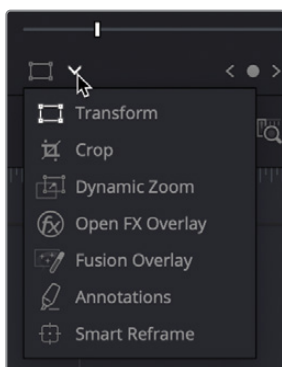 Transform
Crop
Dynamic Zoom
Open FX Overlay
Fusion Overlay
Annotations
Smart Reframe